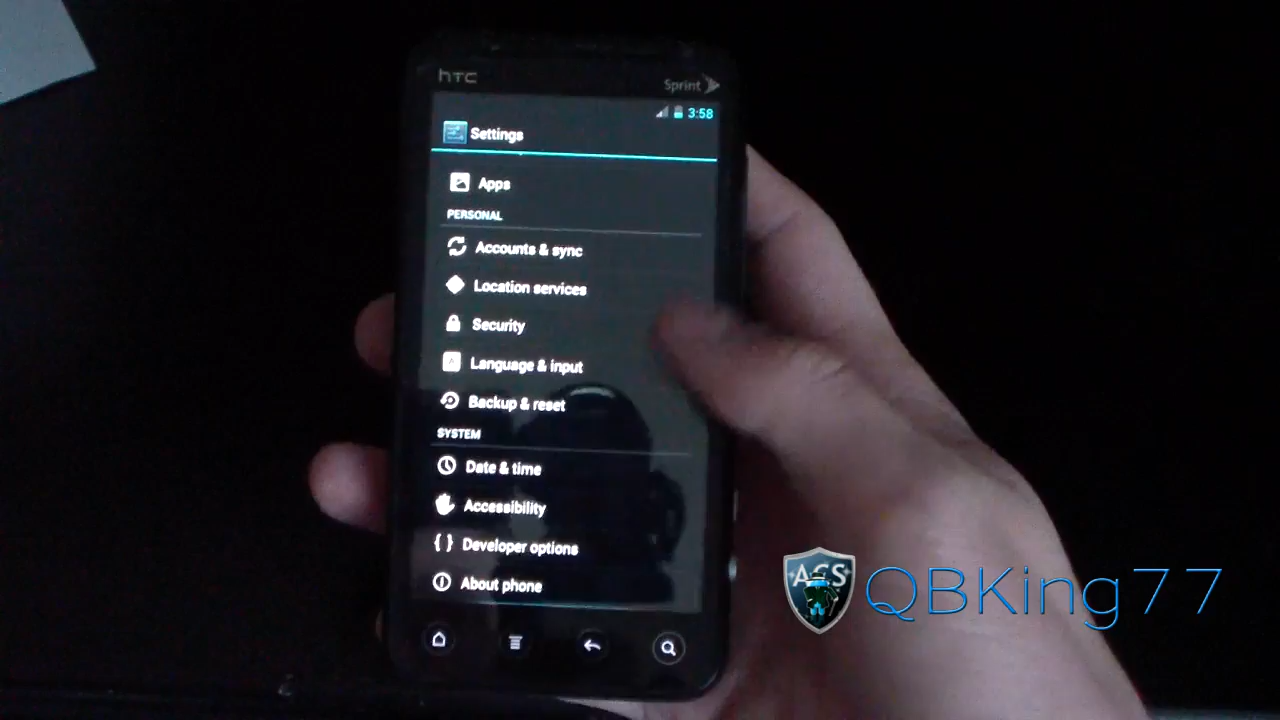 hTC
Sprint
3:58
Settings
Apps
PERSONAL
Accounts & sync
Location services
Security
Language & input
Backup & reset
SYSTEM
Date & time
Accessibility
{ } Developer options
About phone
ACS
QBKing77